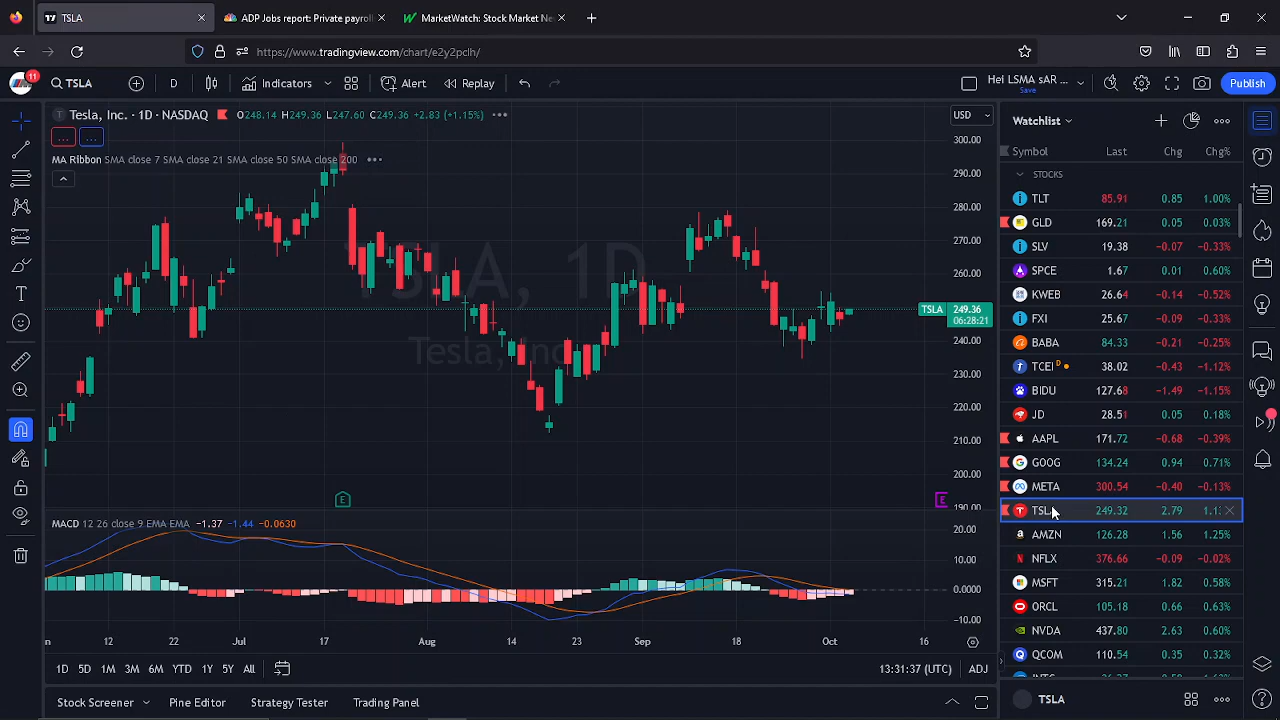 TSLA
ADP Jobs report: Private payroll
MarketWatch: Stock Market Ne
https://www.tradingview.com/chart/e2y2pclh/
11
TSLA
D
Indicators
Alert
Replay
Hei LSMA sAR ...
Save
Publish
Tesla, Inc. · 1D · NASDAQ
O248.14 H249.36 L247.60 C249.36 +2.83 (+1.15%)
USD
MA Ribbon SMA close 7 SMA close 21 SMA close 50 SMA close 200
TSLA, 1D
Tesla, Inc
300.00
290.00
280.00
270.00
260.00
TSLA 249.36
06:28:21
240.00
230.00
220.00
210.00
200.00
190.00
E
E
MACD 12 26 close 9 EMA EMA -1.37 -1.44 -0.0630
20.00
10.00
0.0000
-10.00
12 22 Jul 17 Aug 14 23 Sep 18 Oct 16
1D 5D 1M 3M 6M YTD 1Y 5Y All
13:31:37 (UTC) ADJ
Stock Screener Pine Editor Strategy Tester Trading Panel
Watchlist
Symbol Last Chg Chg%
STOCKS
TLT 85.91 0.85 1.00%
GLD 169.21 0.05 0.03%
SLV 19.38 −0.07 −0.33%
SPCE 1.67 0.01 0.60%
KWEB 26.64 −0.14 −0.52%
FXI 25.67 −0.09 −0.33%
BABA 84.33 −0.21 −0.25%
TCEI D 38.02 −0.43 −1.12%
BIDU 127.68 −1.49 −1.15%
JD 28.51 0.05 0.18%
AAPL 171.72 −0.68 −0.39%
GOOG 134.24 0.94 0.71%
META 300.54 −0.40 −0.13%
TSL 249.32 2.79 1.1
AMZN 126.28 1.56 1.25%
NFLX 376.66 −0.09 −0.02%
MSFT 315.21 1.82 0.58%
ORCL 105.18 0.66 0.63%
NVDA 437.80 2.63 0.60%
QCOM 110.54 0.35 0.32%
TSLA